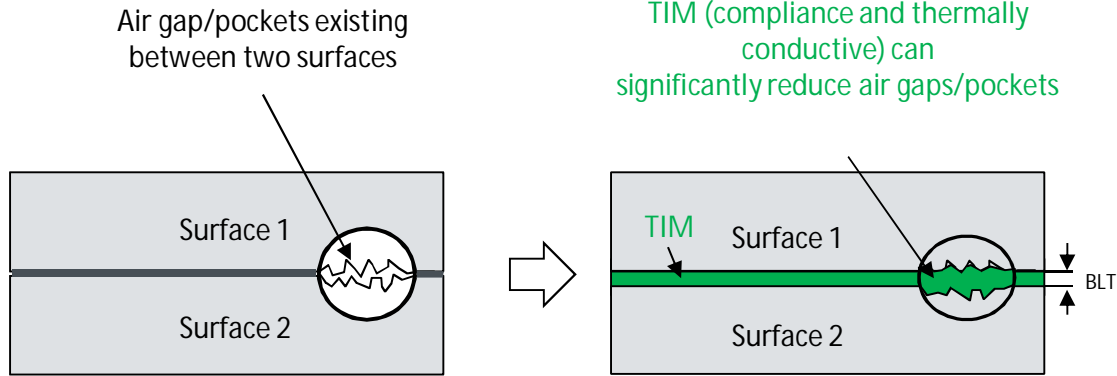 Air gap/pockets existing
between two surfaces
TIM (compliance and thermally
conductive) can
significantly reduce air gaps/pockets
Surface 1
Surface 2
TIM
Surface 1
Surface 2
BLT